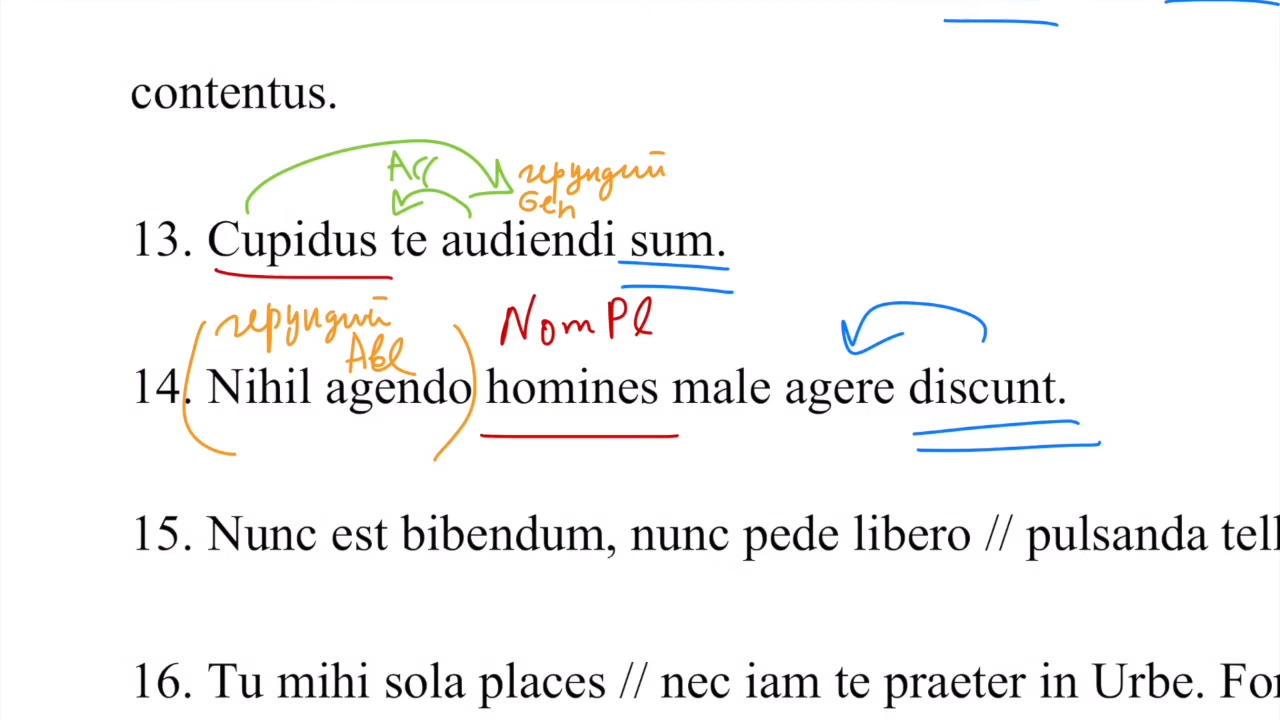 contentus.
Acc герундий
Gen
13. Cupidus te audiendi sum.
герундий Nom Pl
Abl
14. Nihil agendo homines male agere discunt.
15. Nunc est bibendum, nunc pede libero // pulsanda tell
16. Tu mihi sola places // nec iam te praeter in Urbe. For